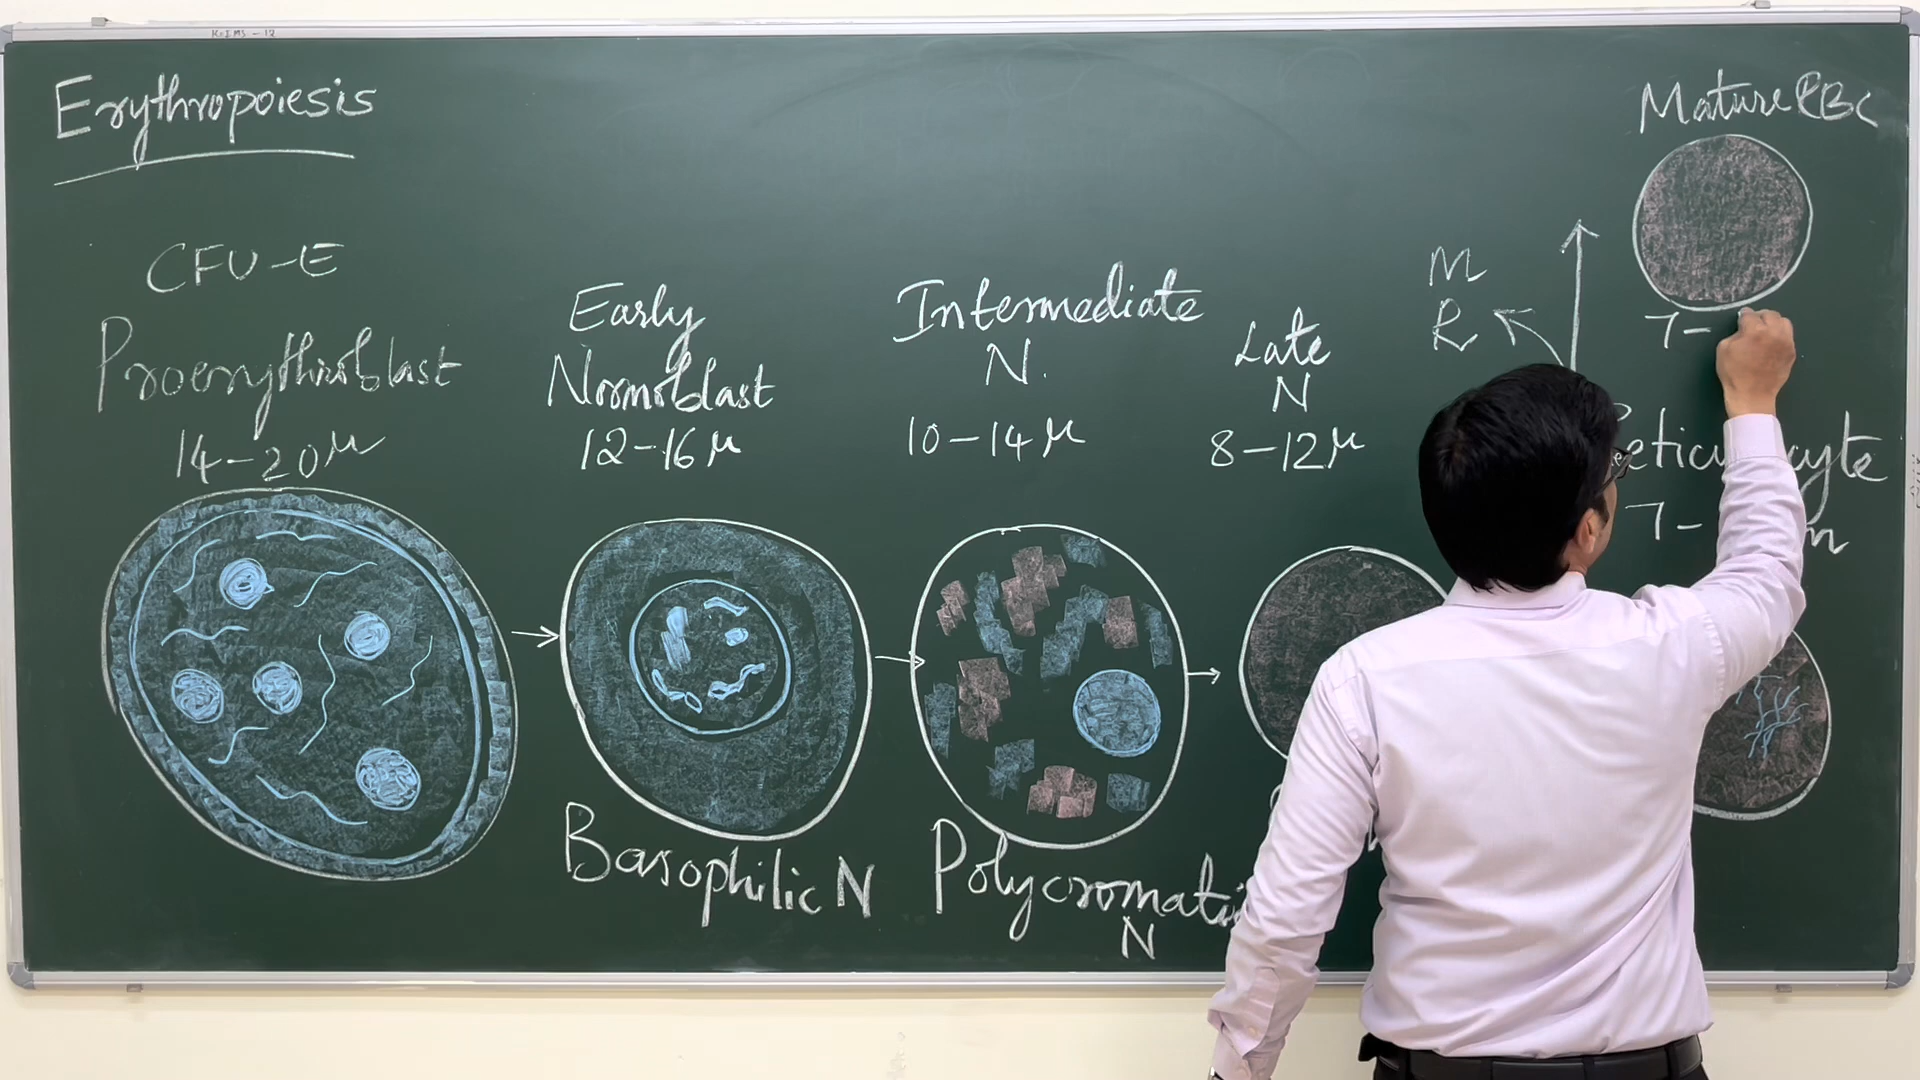 Erythropoiesis
CFU-E
Proerythroblast
14-20μ
Early
Normoblast
12-16μ
Basophilic N
Intermediate
N.
10-14μ
Late
N
8-12μ
M
R
Mature RBC
7-
7-